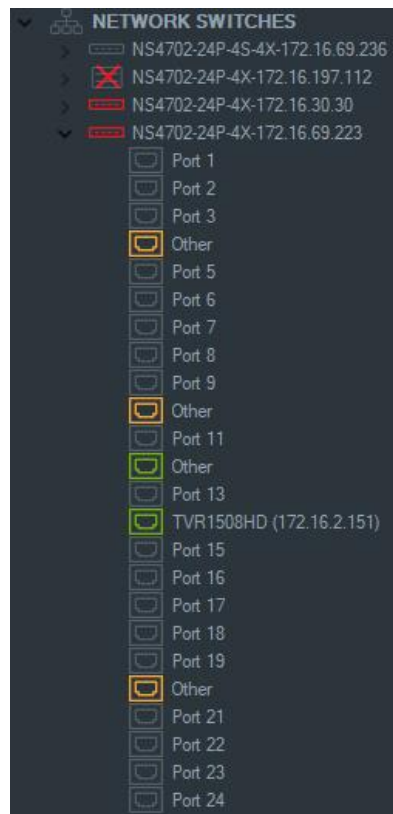 NETWORK SWITCHES
NS4702-24P-4S-4X-172.16.69.236
NS4702-24P-4X-172.16.197.112
NS4702-24P-4X-172.16.30.30
NS4702-24P-4X-172.16.69.223
Port 1
Port 2
Port 3
Other
Port 5
Port 6
Port 7
Port 8
Port 9
Other
Port 11
Other
Port 13
TVR1508HD (172.16.2.151)
Port 15
Port 16
Port 17
Port 18
Port 19
Other
Port 21
Port 22
Port 23
Port 24